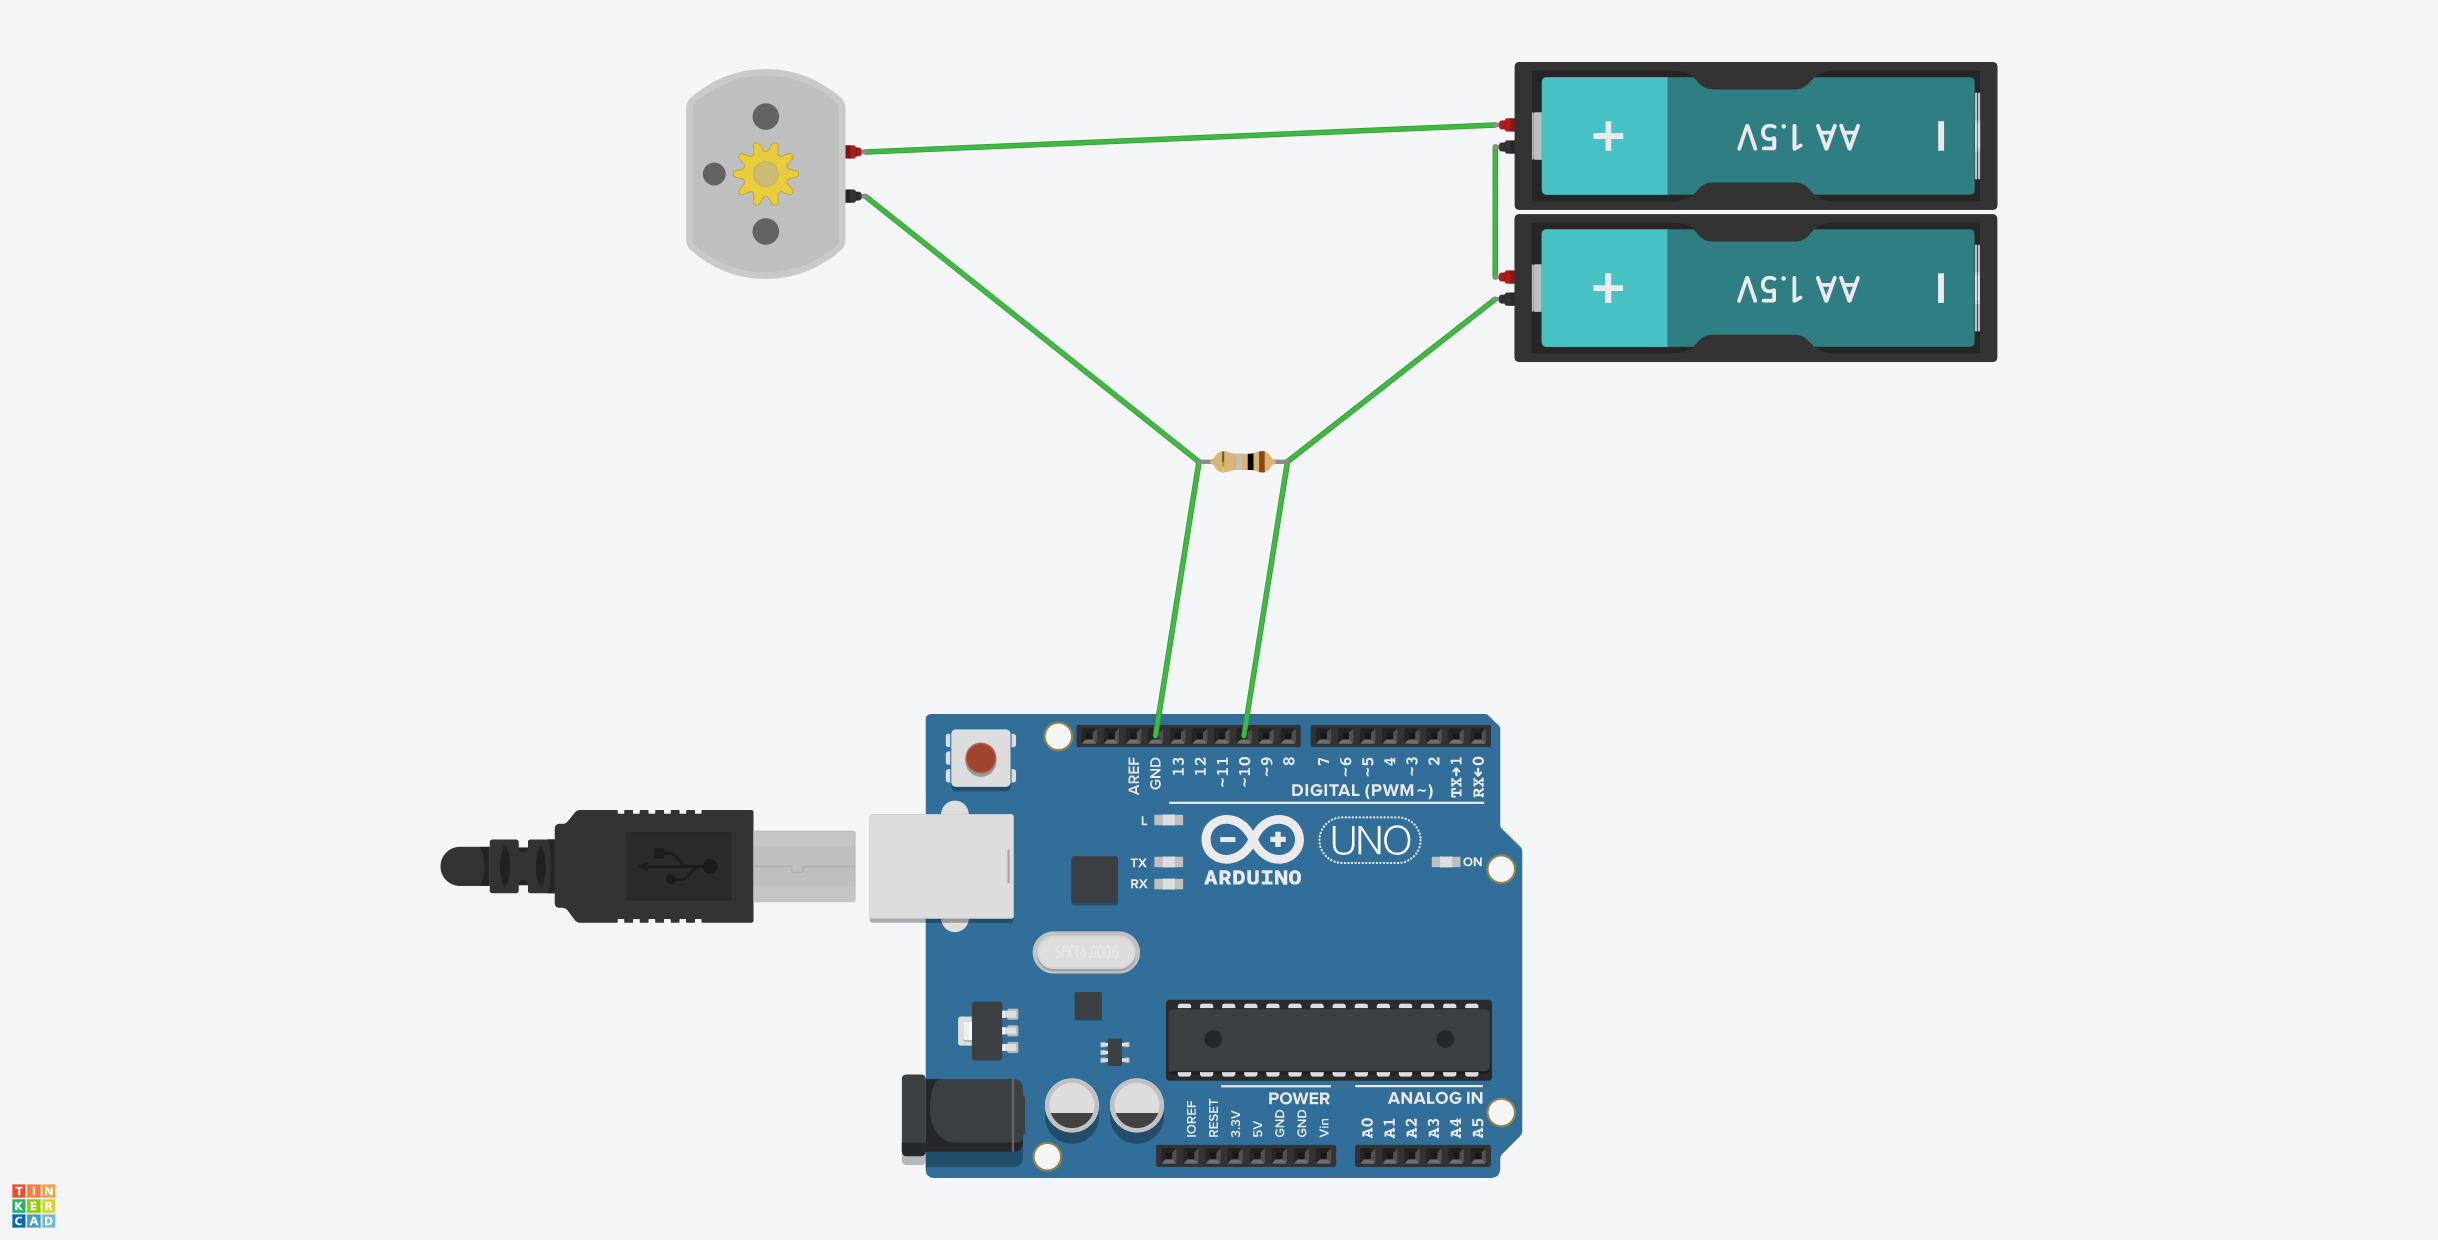 + AA 1.5V -
+ AA 1.5V -
AREF GND 13 12 ~11 ~10 ~9 8 7 ~6 ~5 4 ~3 2 TX→1 RX←0
DIGITAL (PWM~)
L
TX
RX
ARDUINO
UNO
ON
SPK16.000G
POWER
ANALOG IN
IOREF RESET 3.3V 5V GND GND Vin A0 A1 A2 A3 A4 A5
TIN
KER
CAD